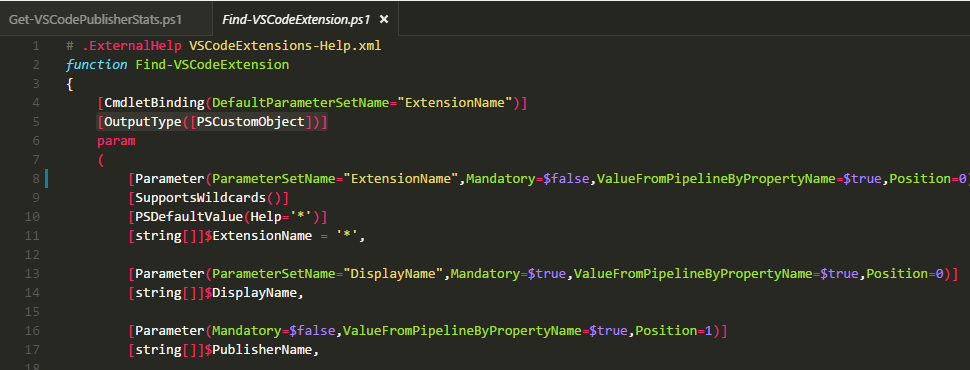 Get-VSCodePublisherStats.ps1 Find-VSCodeExtension.ps1 ×
1 # .ExternalHelp VSCodeExtensions-Help.xml
2 function Find-VSCodeExtension
3 {
4 [CmdletBinding(DefaultParameterSetName="ExtensionName")]
5 [OutputType([PSCustomObject])]
6 param
7 (
8 [Parameter(ParameterSetName="ExtensionName",Mandatory=$false,ValueFromPipelineByPropertyName=$true,Position=0)
9 [SupportsWildcards()]
10 [PSDefaultValue(Help='*')]
11 [string[]]$ExtensionName = '*',
12
13 [Parameter(ParameterSetName="DisplayName",Mandatory=$true,ValueFromPipelineByPropertyName=$true,Position=0)]
14 [string[]]$DisplayName,
15
16 [Parameter(Mandatory=$false,ValueFromPipelineByPropertyName=$true,Position=1)]
17 [string[]]$PublisherName,
18